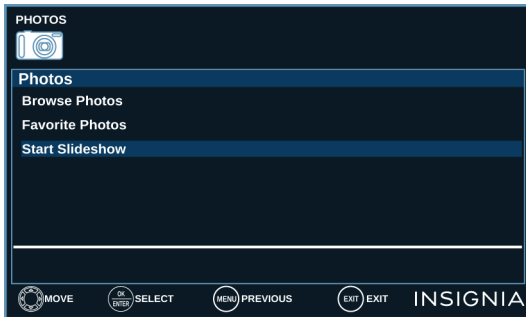 PHOTOS
Photos
Browse Photos
Favorite Photos
Start Slideshow
MOVE OK ENTER SELECT MENU PREVIOUS EXIT EXIT INSIGNIA